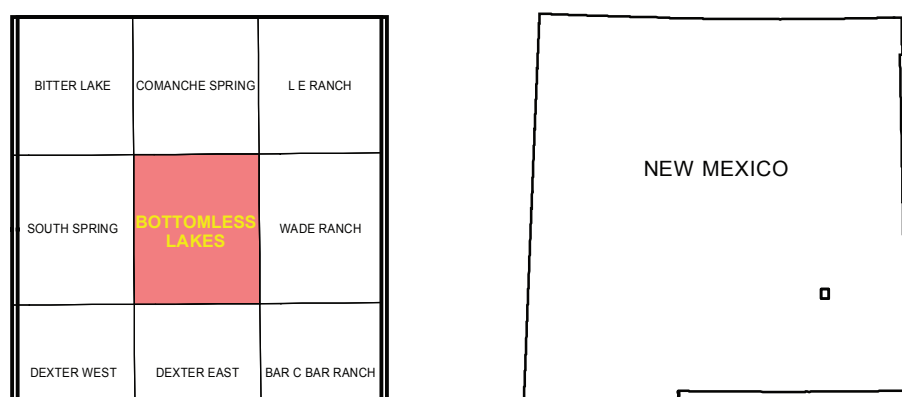 BITTER LAKE
COMANCHE SPRING
L E RANCH
NEW MEXICO
SOUTH SPRING
BOTTOMLESS
LAKES
WADE RANCH
DEXTER WEST
DEXTER EAST
BAR C BAR RANCH